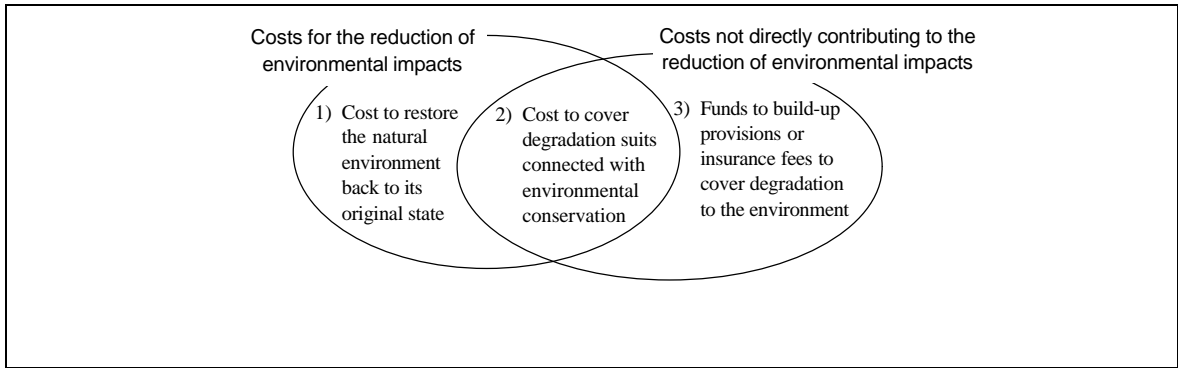 Costs for the reduction of
environmental impacts
Costs not directly contributing to the
reduction of environmental impacts
1) Cost to restore
the natural
environment
back to its
original state
2) Cost to cover
degradation suits
connected with
environmental
conservation
3) Funds to build-up
provisions or
insurance fees to
cover degradation
to the environment